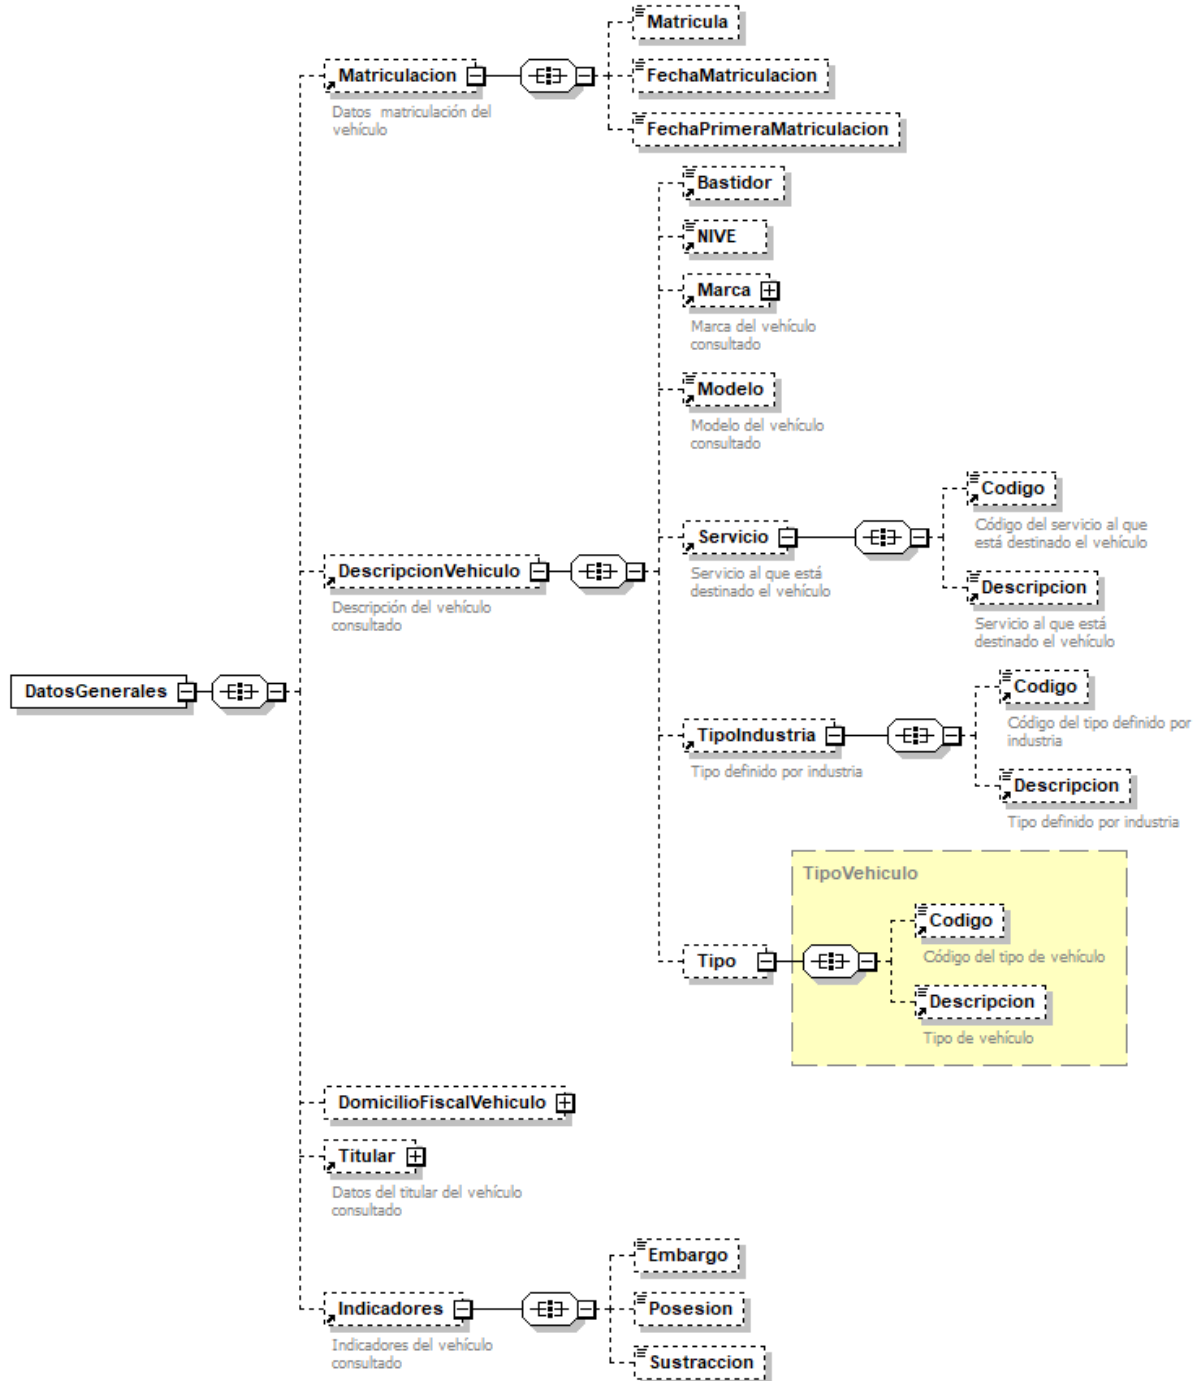 Matricula
Matriculacion
FechaMatriculacion
Datos matriculación del
vehículo
FechaPrimeraMatriculacion
Bastidor
NIVE
Marca
Marca del vehículo
consultado
Modelo
Modelo del vehículo
consultado
Servicio
Servicio al que está
destinado el vehículo
Codigo
Código del servicio al que
está destinado el vehículo
Descripcion
Servicio al que está
destinado el vehículo
DescripcionVehiculo
Descripción del vehículo
consultado
DatosGenerales
TipoIndustria
Tipo definido por industria
Codigo
Código del tipo definido por
industria
Descripcion
Tipo definido por industria
TipoVehiculo
Tipo
Codigo
Código del tipo de vehículo
Descripcion
Tipo de vehículo
DomicilioFiscalVehiculo
Titular
Datos del titular del vehículo
consultado
Indicadores
Indicadores del vehículo
consultado
Embargo
Posesion
Sustraccion